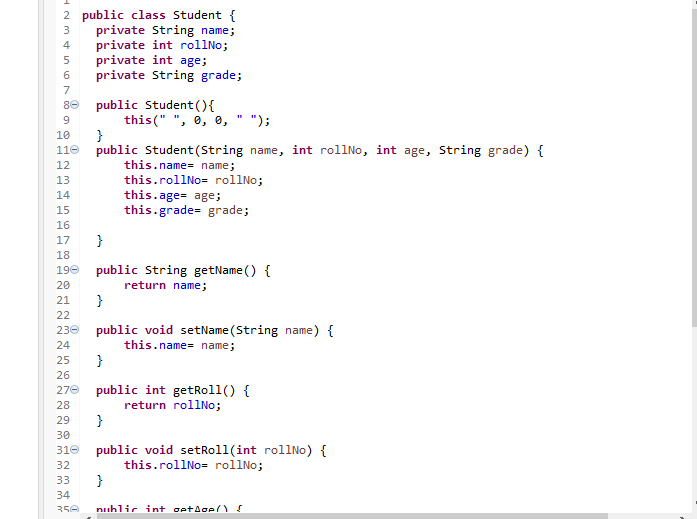 1
2 public class Student {
3 private String name;
4 private int rollNo;
5 private int age;
6 private String grade;
7
8 public Student(){
9 this(" ", 0, 0, " ");
10 }
11 public Student(String name, int rollNo, int age, String grade) {
12 this.name= name;
13 this.rollNo= rollNo;
14 this.age= age;
15 this.grade= grade;
16
17 }
18
19 public String getName() {
20 return name;
21 }
22
23 public void setName(String name) {
24 this.name= name;
25 }
26
27 public int getRoll() {
28 return rollNo;
29 }
30
31 public void setRoll(int rollNo) {
32 this.rollNo= rollNo;
33 }
34
35 public int getAge() {